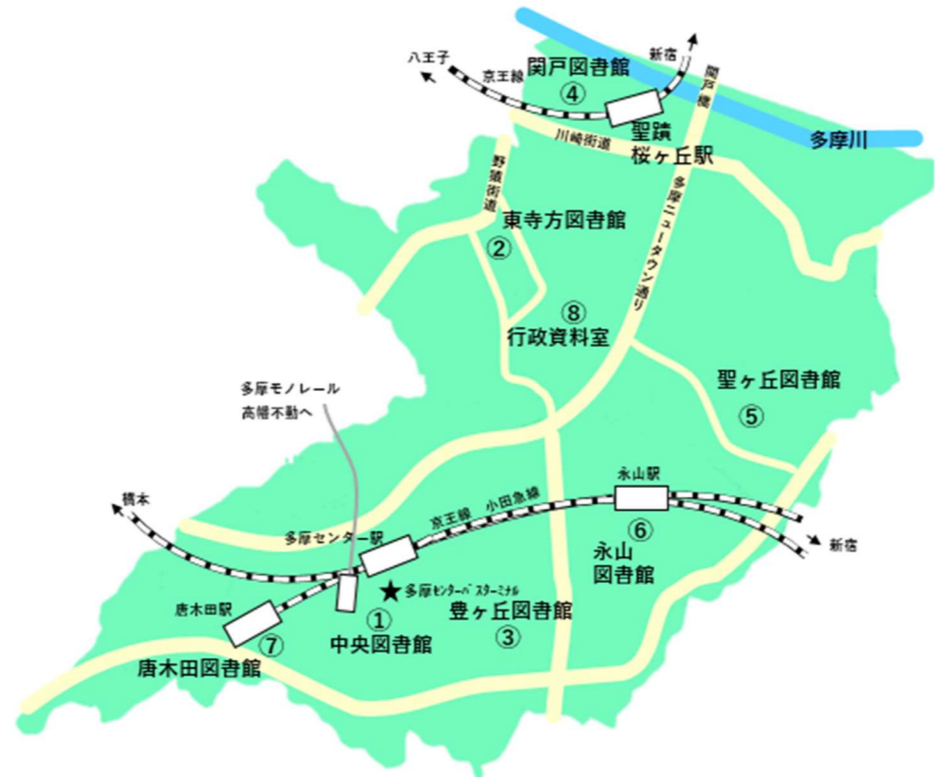 八王子
京王線
関戸図書館
④
新宿
関戸橋
聖蹟
桜ヶ丘駅
川崎街道
多摩川
野猿街道
東寺方図書館
②
多摩ニュータウン通り
⑧
行政資料室
聖ヶ丘図書館
⑤
多摩モノレール
高幡不動へ
橋本
多摩センター駅
京王線 小田急線
永山駅
⑥
永山
図書館
新宿
唐木田駅
★多摩センターバスターミナル
①
中央図書館
豊ヶ丘図書館
③
⑦
唐木田図書館